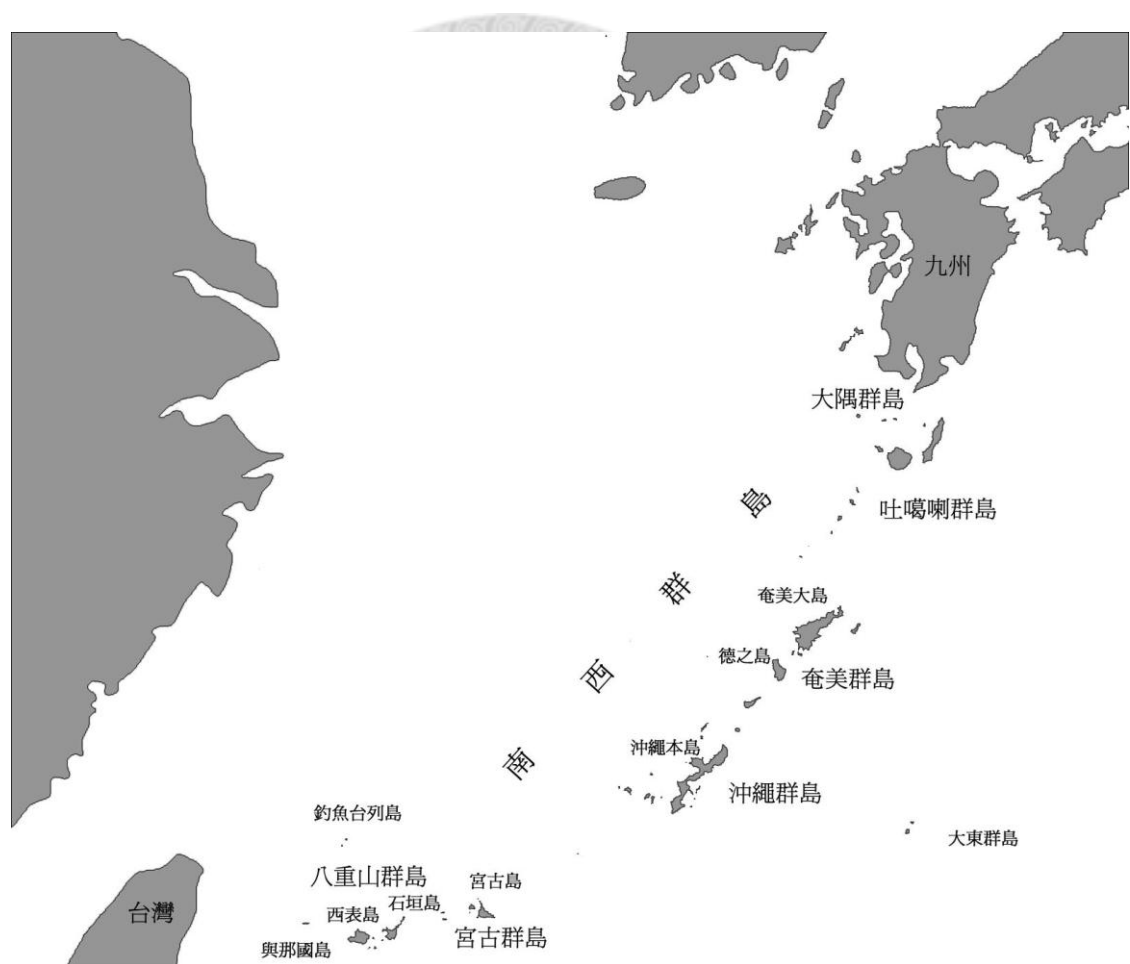 九州
大隅群島
吐噶喇群島
南西群島
奄美大島
德之島
奄美群島
沖繩本島
沖繩群島
大東群島
釣魚台列島
八重山群島
宮古島
石垣島
西表島
台灣
宮古群島
與那國島